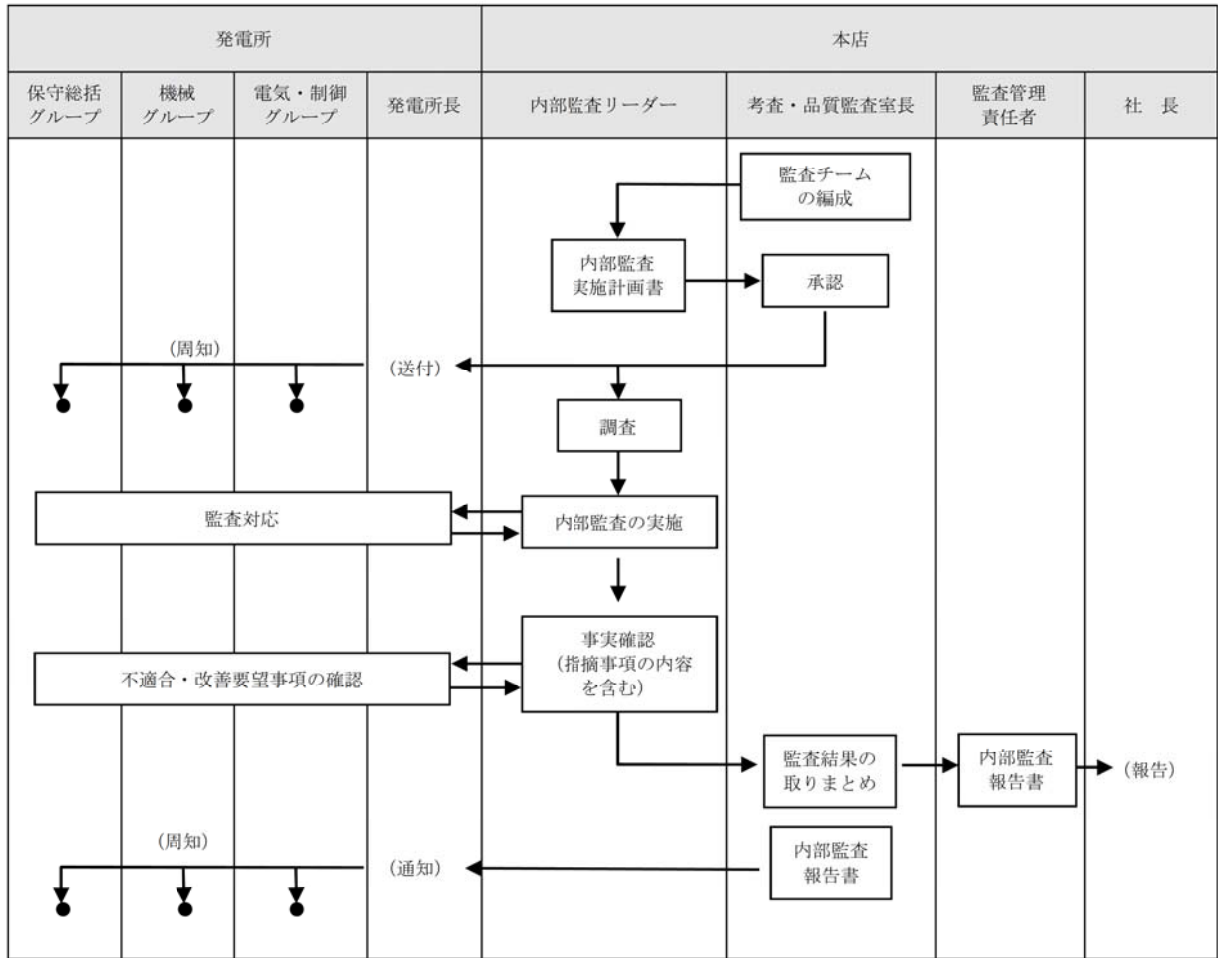 発電所
本店
保守総括
グループ
機械
グループ
電気・制御
グループ
発電所長
内部監査リーダー
考査・品質監査室長
監査管理
責任者
社　長
監査チーム
の編成
内部監査
実施計画書
承認
(周知)
(送付)
調査
監査対応
内部監査の実施
事実確認
(指摘事項の内容
を含む)
不適合・改善要望事項の確認
監査結果の
取りまとめ
内部監査
報告書
(報告)
(周知)
(通知)
内部監査
報告書